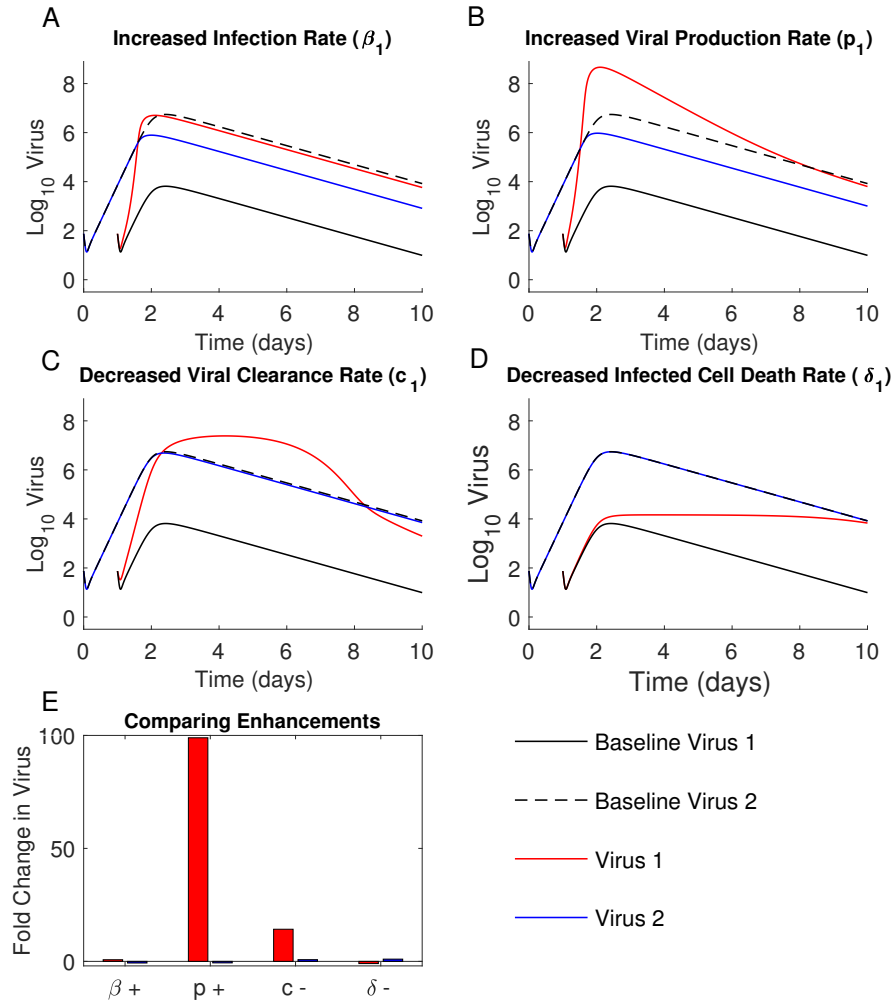 A
Increased Infection Rate (β1)
Log10 Virus
8
6
4
2
0
0 2 4 6 8 10
Time (days)
B
Increased Viral Production Rate (p1)
Log10 Virus
8
6
4
2
0
0 2 4 6 8 10
Time (days)
C
Decreased Viral Clearance Rate (c1)
Log10 Virus
8
6
4
2
0
0 2 4 6 8 10
Time (days)
D
Decreased Infected Cell Death Rate ( δ1)
Log10 Virus
8
6
4
2
0
0 2 4 6 8 10
Time (days)
E
Comparing Enhancements
Fold Change in Virus
100
50
0
β + p + c - δ -
Baseline Virus 1
Baseline Virus 2
Virus 1
Virus 2